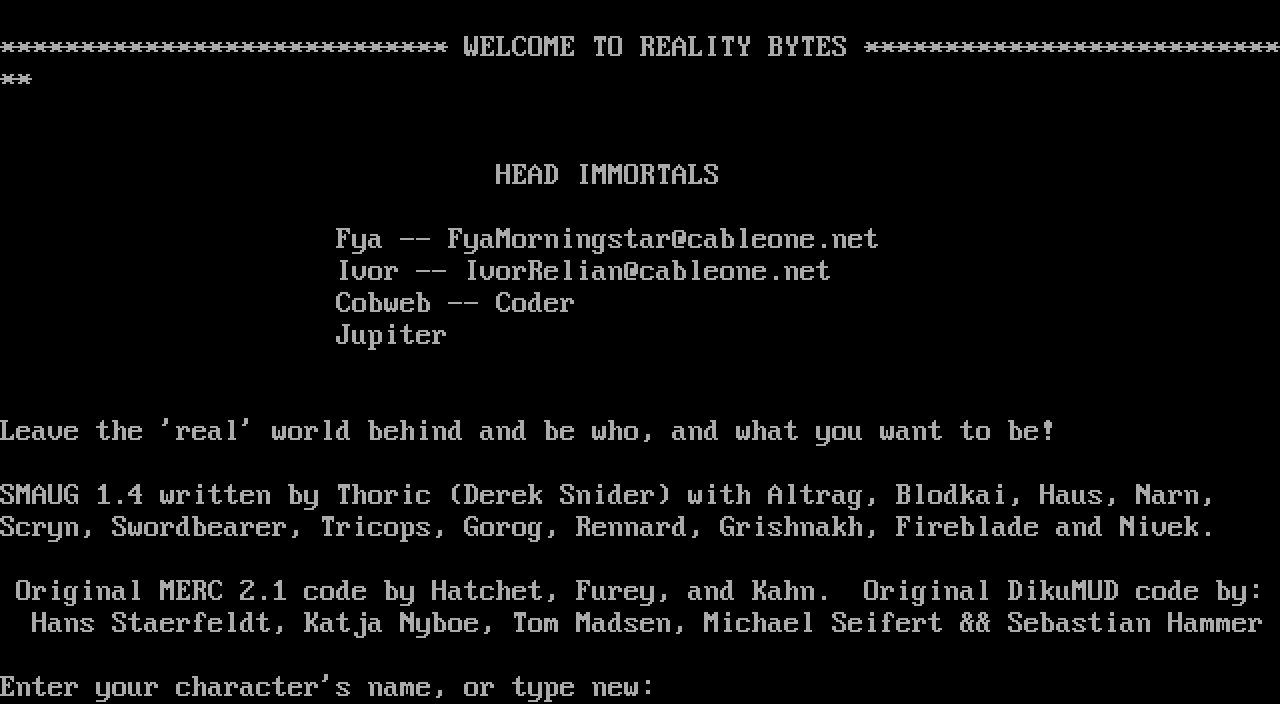 **************************** WELCOME TO REALITY BYTES **************************
**
HEAD IMMORTALS
Fya -- FyaMorningstar@cableone.net
Ivor -- IvorRelian@cableone.net
Cobweb -- Coder
Jupiter
Leave the 'real' world behind and be who, and what you want to be!
SMAUG 1.4 written by Thoric (Derek Snider) with Altrag, Blodkai, Haus, Narn,
Scryn, Swordbearer, Tricops, Gorog, Rennard, Grishnakh, Fireblade and Nivek.
Original MERC 2.1 code by Hatchet, Furey, and Kahn.  Original DikuMUD code by:
Hans Staerfeldt, Katja Nyboe, Tom Madsen, Michael Seifert && Sebastian Hammer
Enter your character's name, or type new: